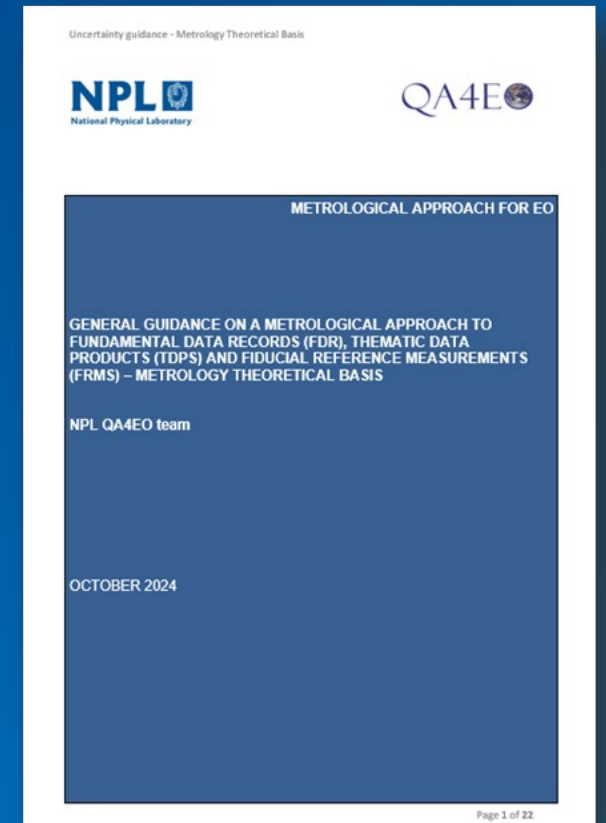 Uncertainty guidance - Metrology Theoretical Basis
NPL
National Physical Laboratory
QA4EO
METROLOGICAL APPROACH FOR EO
GENERAL GUIDANCE ON A METROLOGICAL APPROACH TO
FUNDAMENTAL DATA RECORDS (FDR), THEMATIC DATA
PRODUCTS (TDPS) AND FIDUCIAL REFERENCE MEASUREMENTS
(FRMS) – METROLOGY THEORETICAL BASIS
NPL QA4EO team
OCTOBER 2024
Page 1 of 22